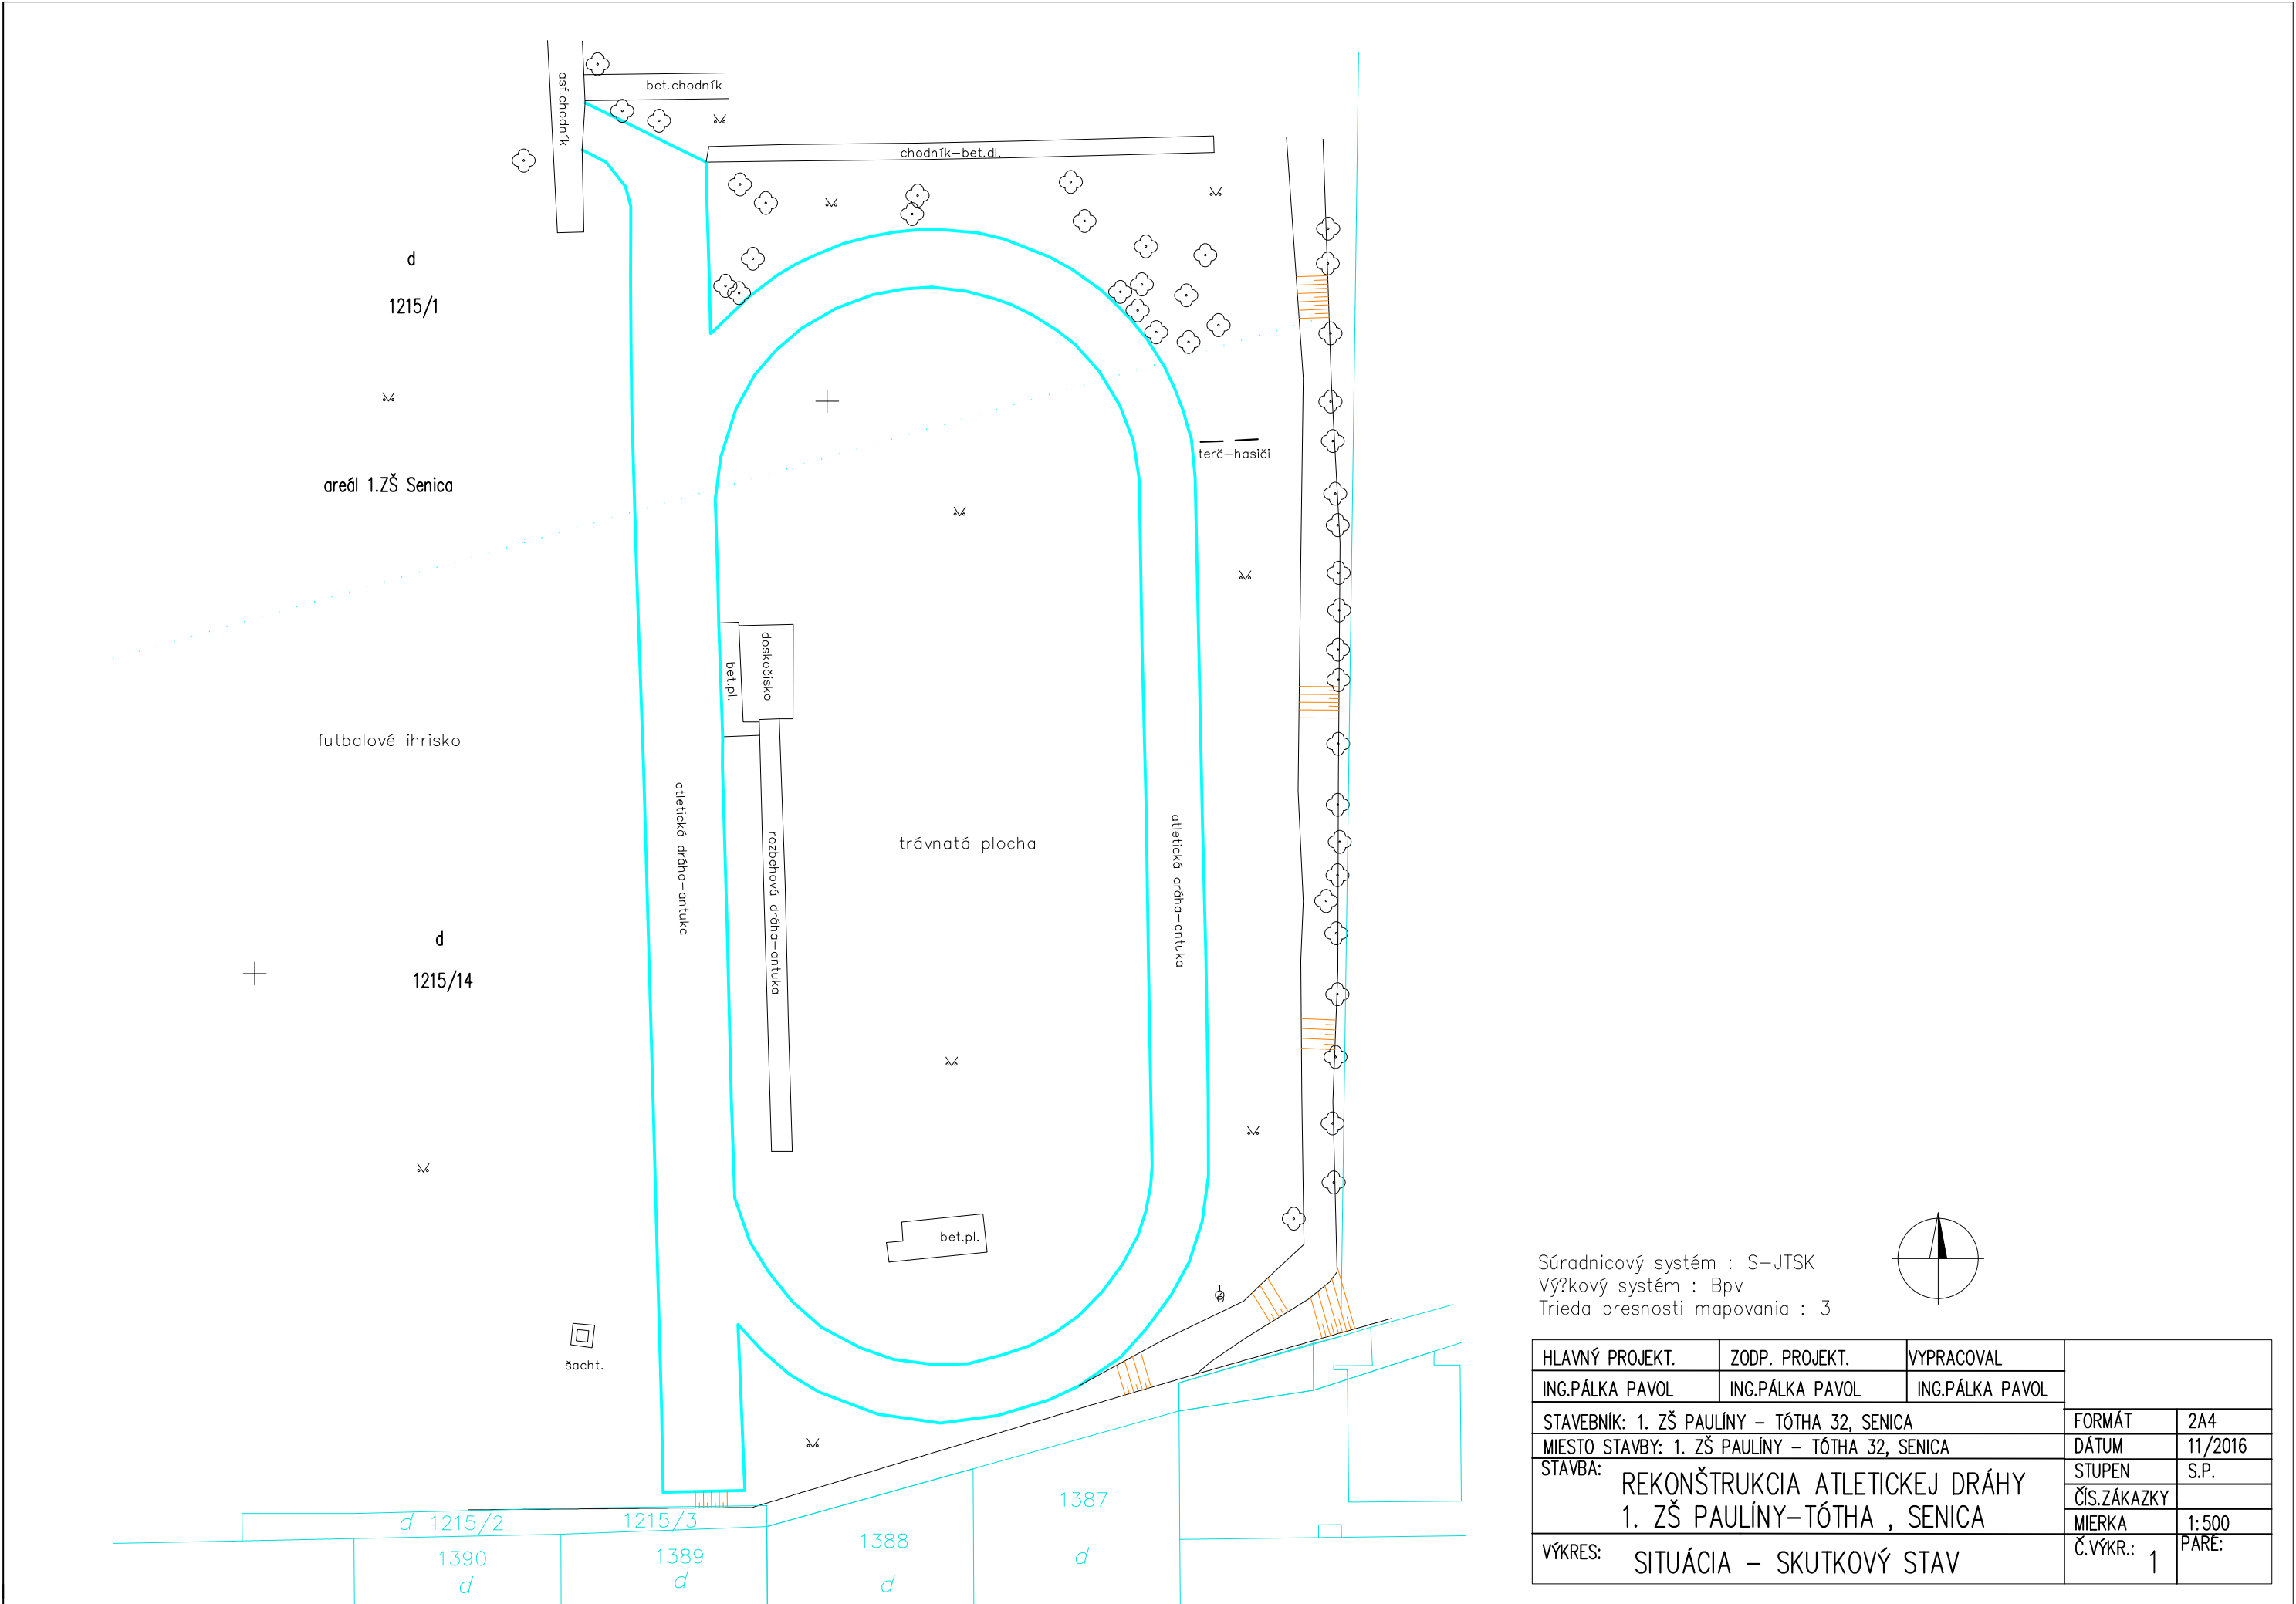 asf.chodník
bet.chodník
chodník-bet.dl.
d
1215/1
areál 1.ZŠ Senica
terč-hasiči
doskočisko
bet.pl.
futbalové ihrisko
atletická dráha-antuka
rozbehová dráha-antuka
trávnatá plocha
atletická dráha-antuka
d
1215/14
bet.pl.
šacht.
d 1215/2
1215/3
1390
d
1389
d
1388
d
1387
d
Súradnicový systém : S-JTSK
Vý?kový systém : Bpv
Trieda presnosti mapovania : 3
HLAVNÝ PROJEKT. ZODP. PROJEKT. VYPRACOVAL
ING.PÁLKA PAVOL ING.PÁLKA PAVOL ING.PÁLKA PAVOL
STAVEBNÍK: 1. ZŠ PAULÍNY - TÓTHA 32, SENICA
FORMÁT 2A4
MIESTO STAVBY: 1. ZŠ PAULÍNY - TÓTHA 32, SENICA
DÁTUM 11/2016
STAVBA: REKONŠTRUKCIA ATLETICKEJ DRÁHY
1. ZŠ PAULÍNY-TÓTHA , SENICA
STUPEN S.P.
ČÍS.ZÁKAZKY
MIERKA 1:500
VÝKRES: SITUÁCIA - SKUTKOVÝ STAV
Č.VÝKR.: 1 PARÉ: